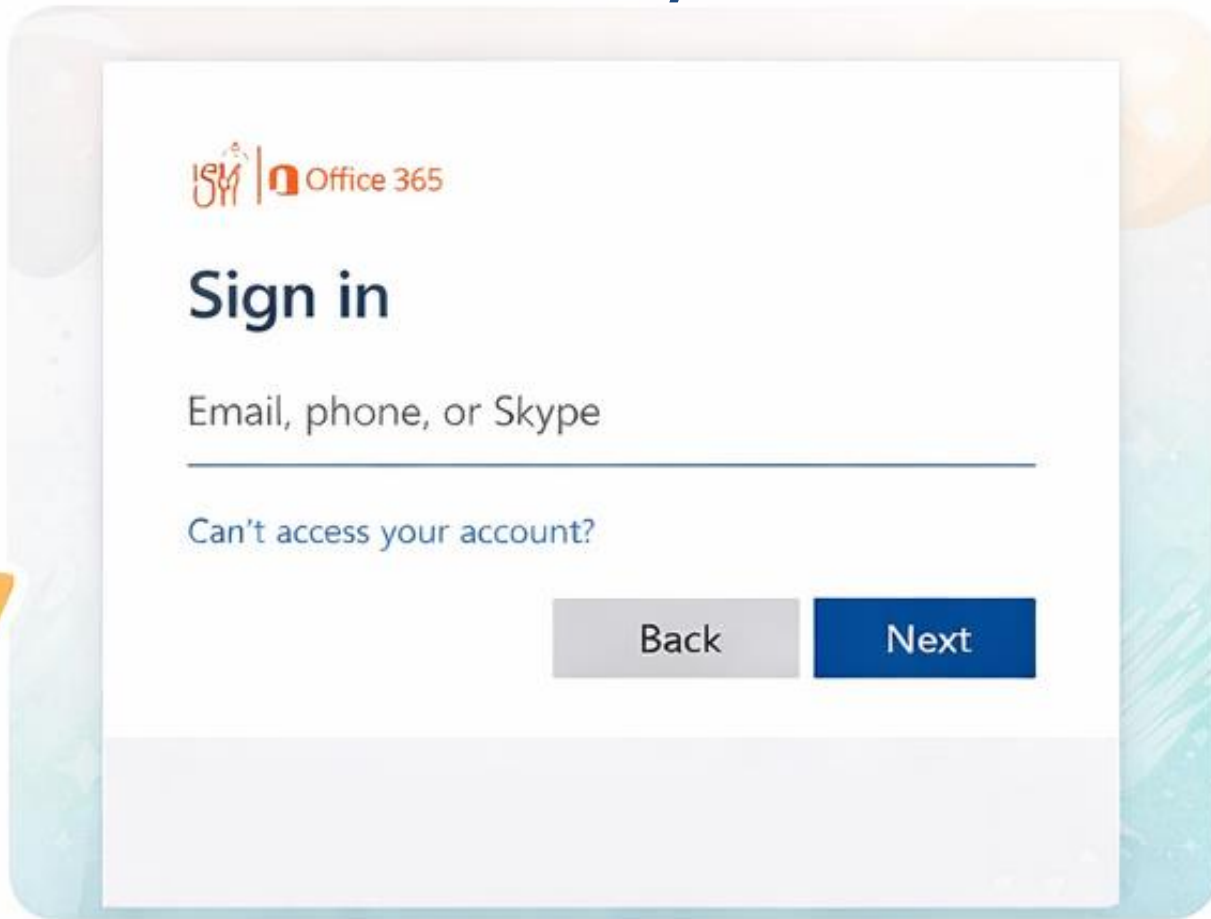 Office 365
Sign in
Email, phone, or Skype
Can't access your account?
Back
Next